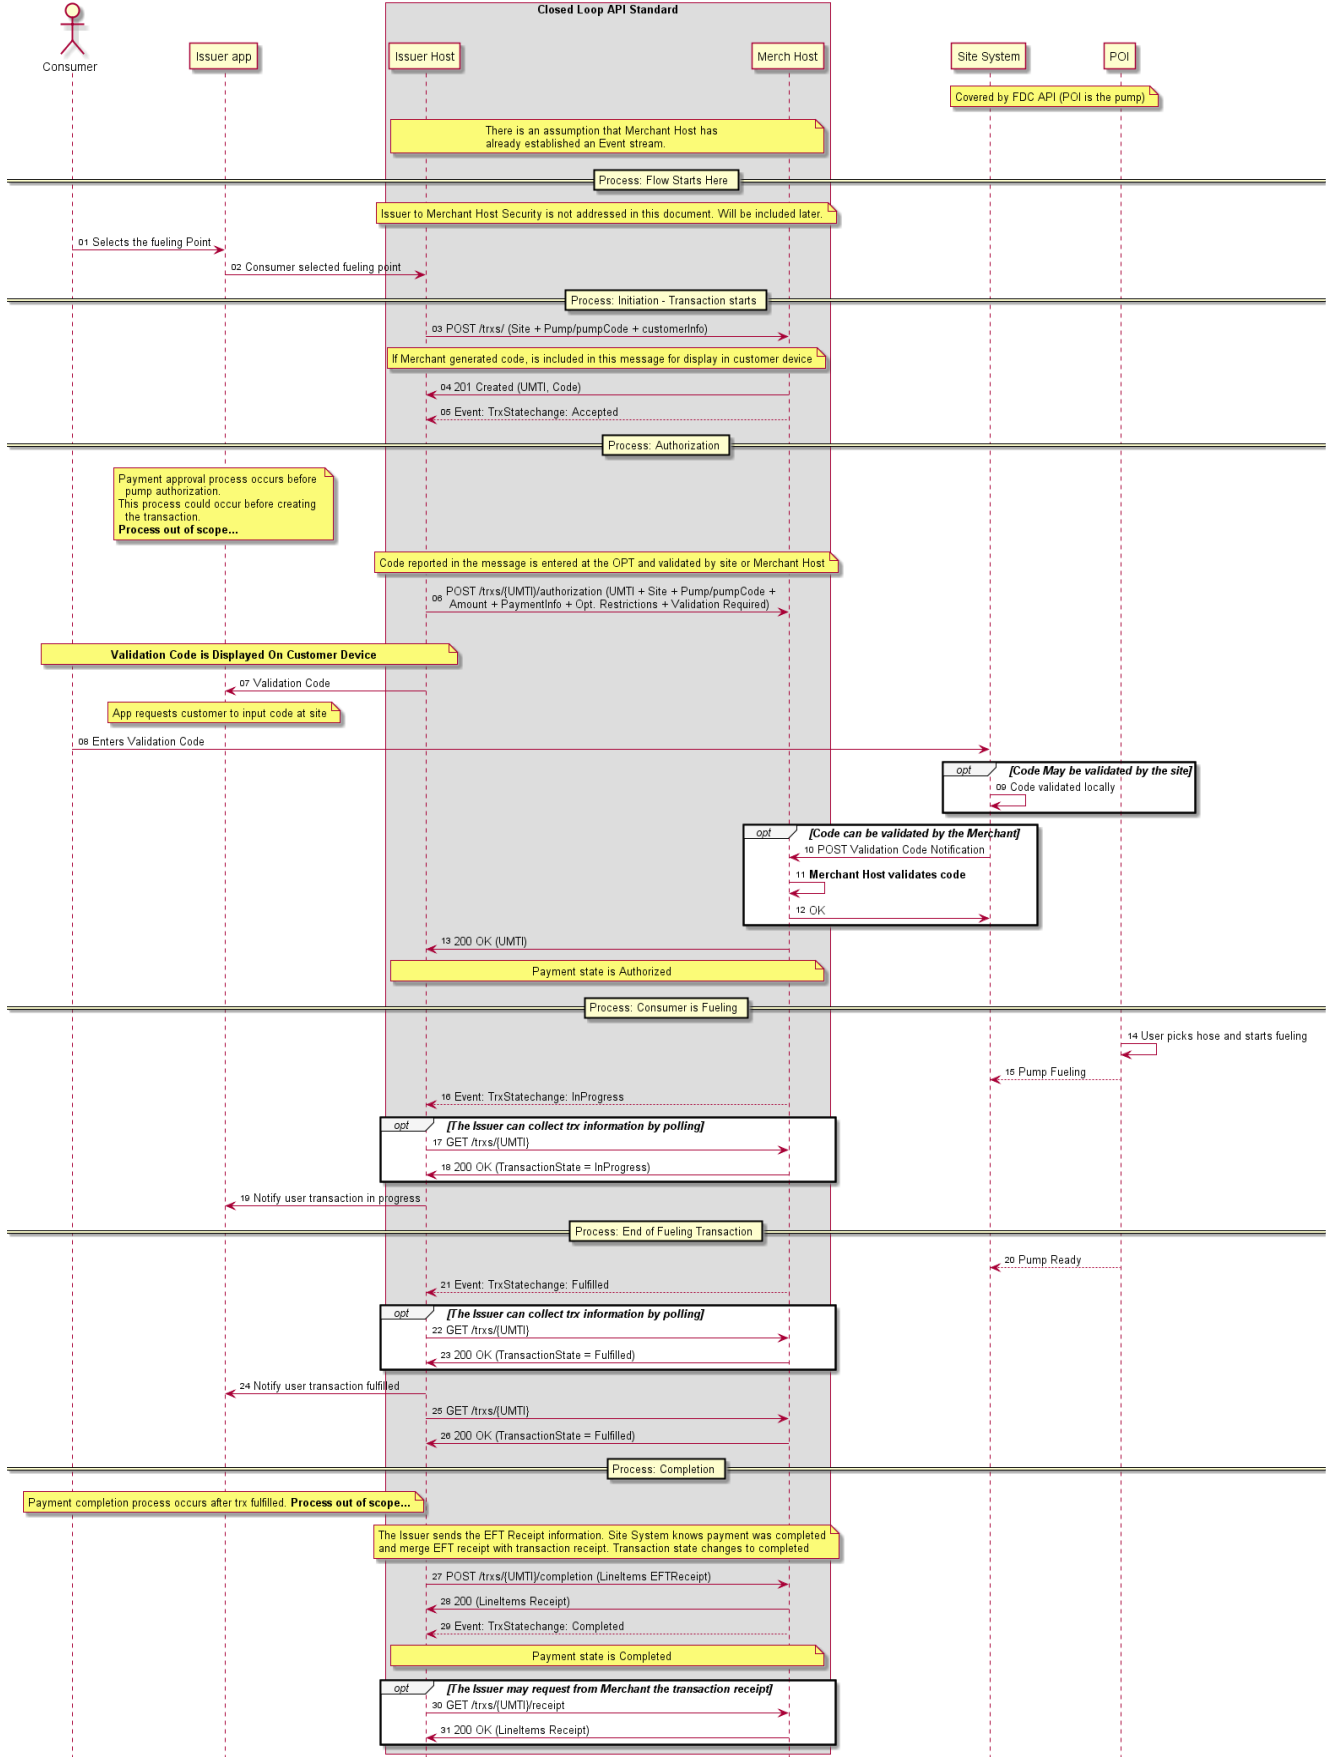 Closed Loop API Standard
Consumer
Issuer app
Issuer Host
Merch Host
Site System
POI
Covered by FDC API (POI is the pump)
There is an assumption that Merchant Host has
already established an Event stream.
Process: Flow Starts Here
Issuer to Merchant Host Security is not addressed in this document. Will be included later.
01 Selects the fueling Point
02 Consumer selected fueling point
Process: Initiation - Transaction starts
03 POST /trxs/ (Site + Pump/pumpCode + customerInfo)
If Merchant generated code, is included in this message for display in customer device
04 201 Created (UMTI, Code)
05 Event: TrxStatechange: Accepted
Process: Authorization
Payment approval process occurs before
pump authorization.
This process could occur before creating
the transaction.
Process out of scope...
Code reported in the message is entered at the OPT and validated by site or Merchant Host
06 POST /trxs/{UMTI)/authorization (UMTI + Site + Pump/pumpCode +
Amount + PaymentInfo + Opt. Restrictions + Validation Required)
Validation Code is Displayed On Customer Device
07 Validation Code
App requests customer to input code at site
08 Enters Validation Code
opt [Code May be validated by the site]
09 Code validated locally
opt [Code can be validated by the Merchant]
10 POST Validation Code Notification
11 Merchant Host validates code
12 OK
13 200 OK (UMTI)
Payment state is Authorized
Process: Consumer is Fueling
14 User picks hose and starts fueling
15 Pump Fueling
16 Event: TrxStatechange: InProgress
opt [The Issuer can collect trx information by polling]
17 GET /trxs/{UMTI}
18 200 OK (TransactionState = InProgress)
19 Notify user transaction in progress
Process: End of Fueling Transaction
20 Pump Ready
21 Event: TrxStatechange: Fulfilled
opt [The Issuer can collect trx information by polling]
22 GET /trxs/{UMTI}
23 200 OK (TransactionState = Fulfilled)
24 Notify user transaction fulfilled
25 GET /trxs/{UMTI}
26 200 OK (TransactionState = Fulfilled)
Process: Completion
Payment completion process occurs after trx fulfilled. Process out of scope...
The Issuer sends the EFT Receipt information. Site System knows payment was completed
and merge EFT receipt with transaction receipt. Transaction state changes to completed
27 POST /trxs/{UMTI}/completion (LineItems EFTReceipt)
28 200 (LineItems Receipt)
29 Event: TrxStatechange: Completed
Payment state is Completed
opt [The Issuer may request from Merchant the transaction receipt]
30 GET /trxs/{UMTI}/receipt
31 200 OK (LineItems Receipt)